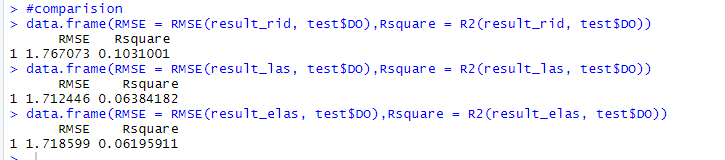 > #comparision
> data.frame(RMSE = RMSE(result_rid, test$DO),Rsquare = R2(result_rid, test$DO))
RMSE Rsquare
1 1.767073 0.1031001
> data.frame(RMSE = RMSE(result_las, test$DO),Rsquare = R2(result_las, test$DO))
RMSE Rsquare
1 1.712446 0.06384182
> data.frame(RMSE = RMSE(result_elas, test$DO),Rsquare = R2(result_elas, test$DO))
RMSE Rsquare
1 1.718599 0.06195911
>